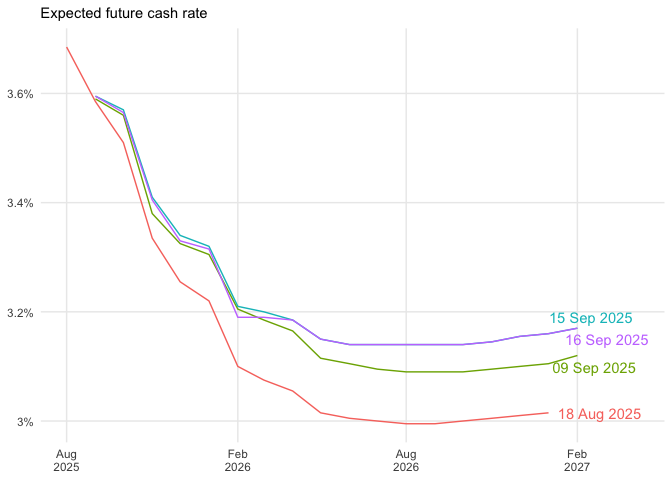 Expected future cash rate
3.6%
3.4%
3.2%
3%
15 Sep 2025
16 Sep 2025
09 Sep 2025
18 Aug 2025
Aug
2025
Feb
2026
Aug
2026
Feb
2027